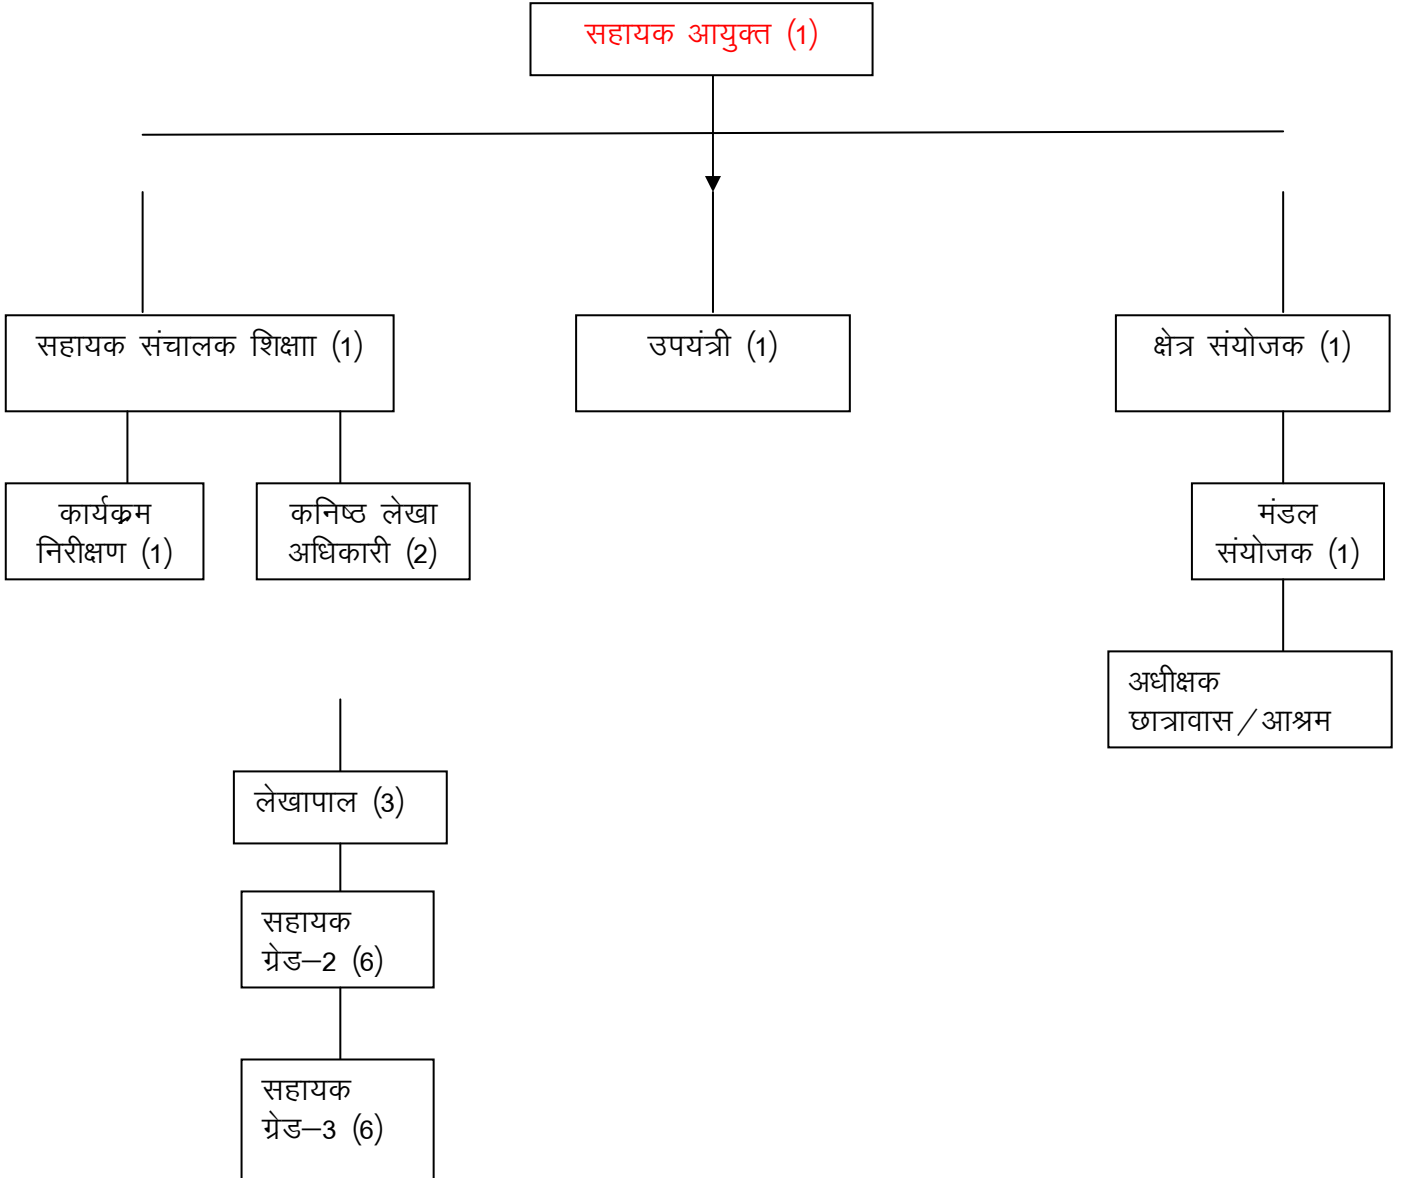 सहायक आयुक्त (1)
सहायक संचालक शिक्षाा (1)
उपयंत्री (1)
क्षेत्र संयोजक (1)
कार्यक्रम
निरीक्षण (1)
कनिष्ठ लेखा
अधिकारी (2)
मंडल
संयोजक (1)
अधीक्षक
छात्रावास/आश्रम
लेखापाल (3)
सहायक
ग्रेड–2 (6)
सहायक
ग्रेड–3 (6)